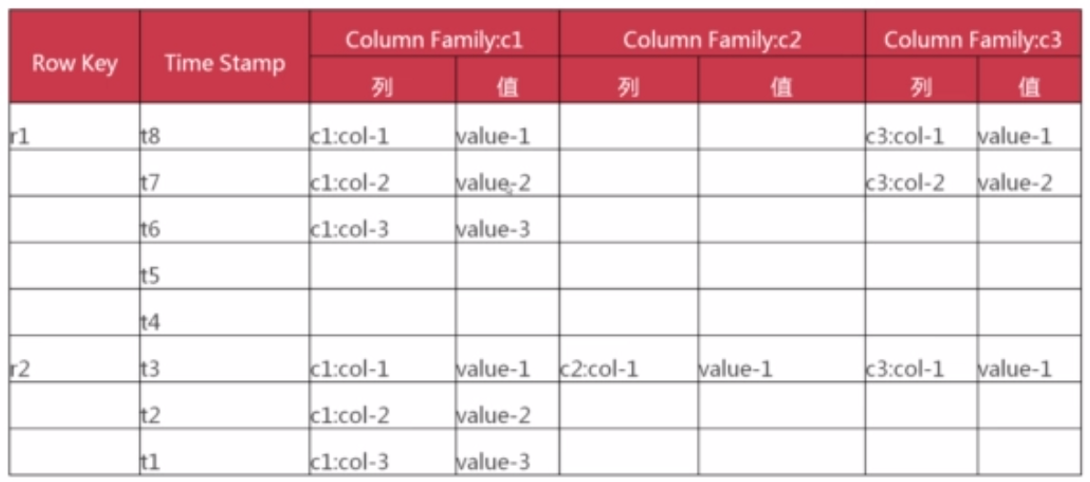 Row Key Time Stamp Column Family:c1 Column Family:c2 Column Family:c3
列 值 列 值 列 值
r1 t8 c1:col-1 value-1 c3:col-1 value-1
t7 c1:col-2 value-2 c3:col-2 value-2
t6 c1:col-3 value-3
t5
t4
r2 t3 c1:col-1 value-1 c2:col-1 value-1 c3:col-1 value-1
t2 c1:col-2 value-2
t1 c1:col-3 value-3